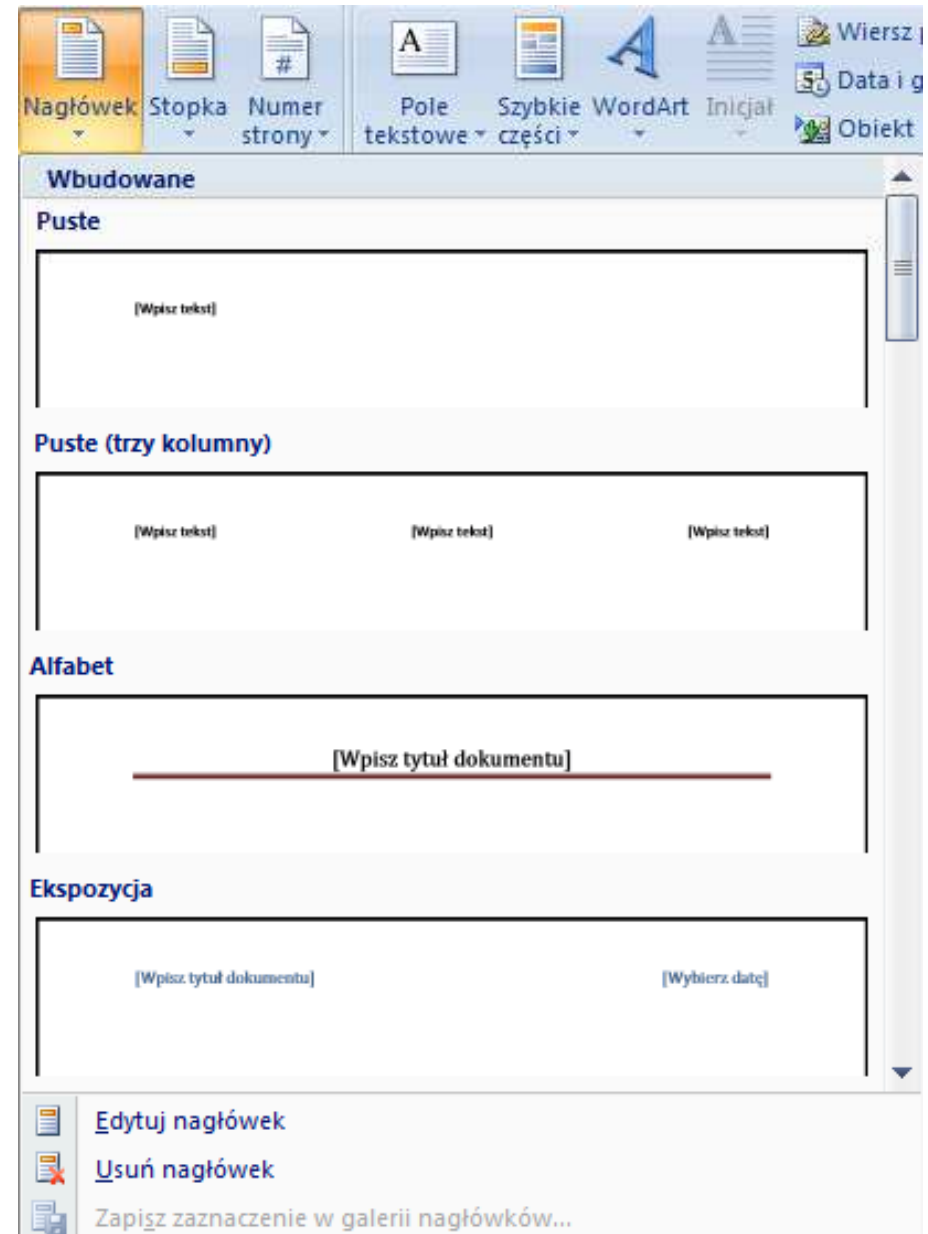 Nagłówek Stopka Numer strony Pole tekstowe Szybkie części WordArt Inicjał Wiersz
Data i g
Obiekt
Wbudowane
Puste
[Wpisz tekst]
Puste (trzy kolumny)
[Wpisz tekst] [Wpisz tekst] [Wpisz tekst]
Alfabet
[Wpisz tytuł dokumentu]
Ekspozycja
[Wpisz tytuł dokumentu] [Wybierz datę]
Edytuj nagłówek
Usuń nagłówek
Zapisz zaznaczenie w galerii nagłówków...